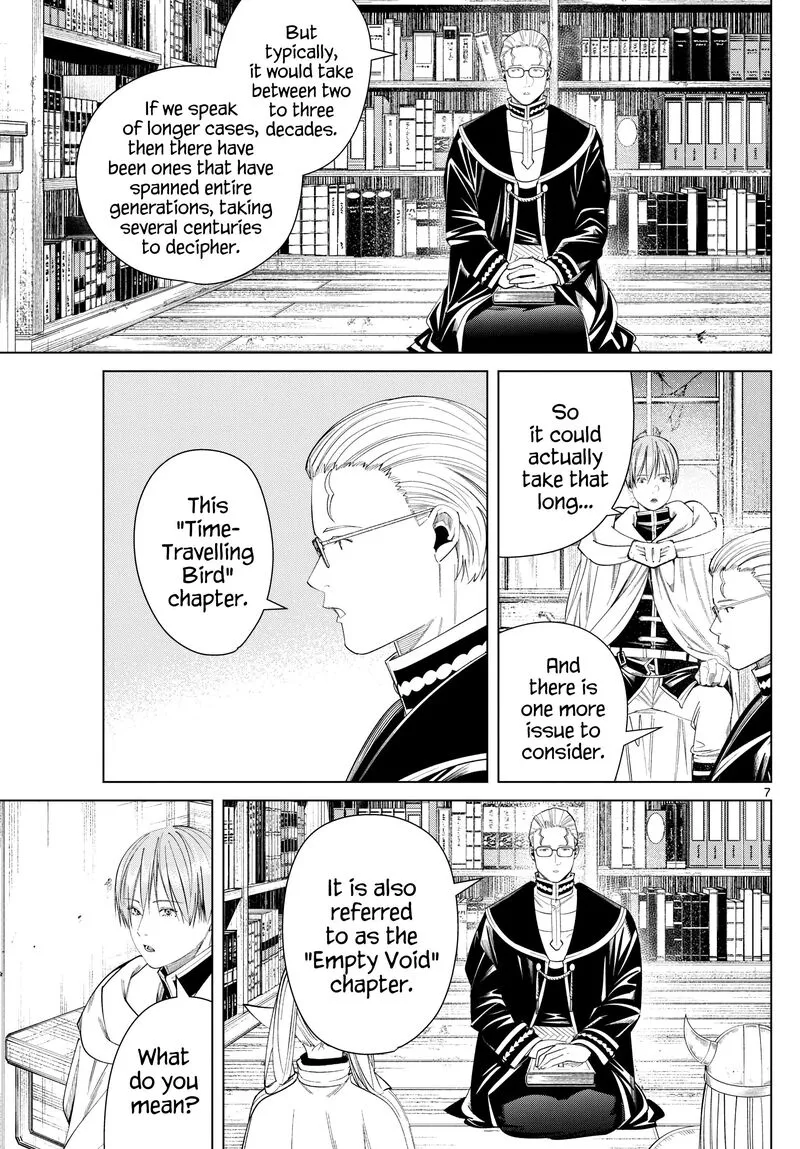 But
typically,
it would take
between two
to three
decades.
If we speak
of longer cases,
then there have
been ones that have
spanned entire
generations, taking
several centuries
to decipher.
So
it could
actually
take that
long...
And
there is
one more
issue to
consider.
This
"Time-
Travelling
Bird"
chapter.
7
It is also
referred
to as the
"Empty Void"
chapter.
What
do you
mean?